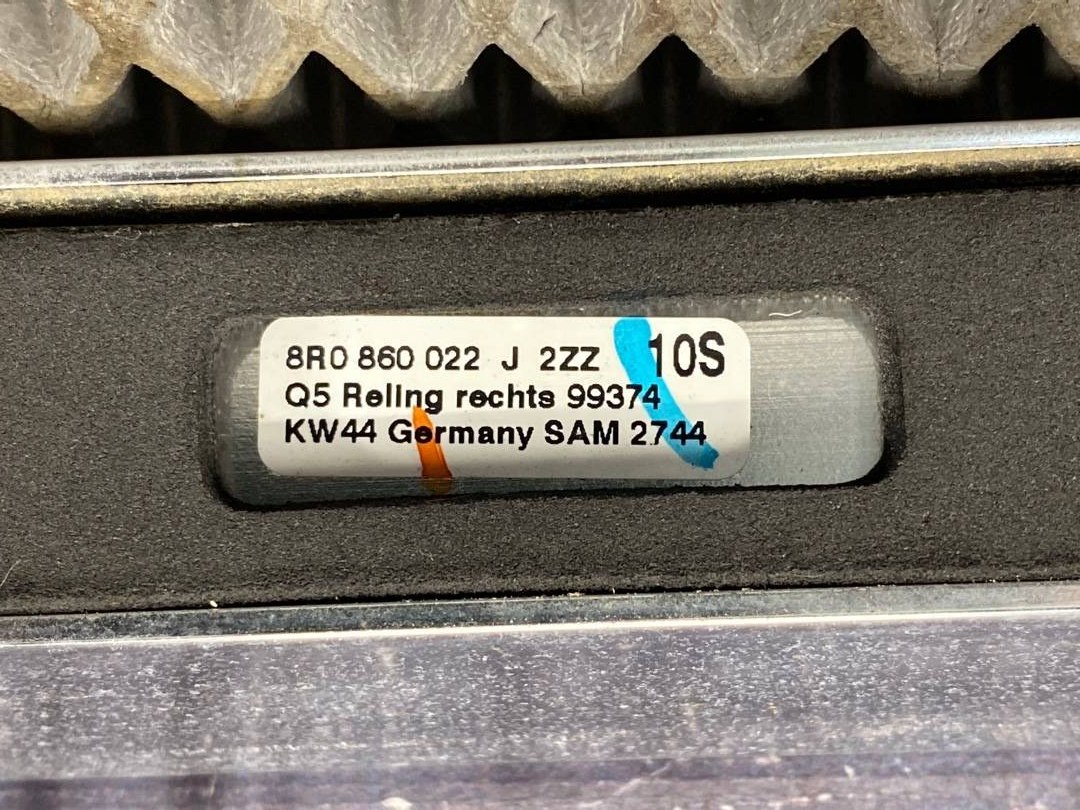 8R0 860 022 J 2ZZ 10S
Q5 Reling rechts 99374
KW44 Germany SAM 2744